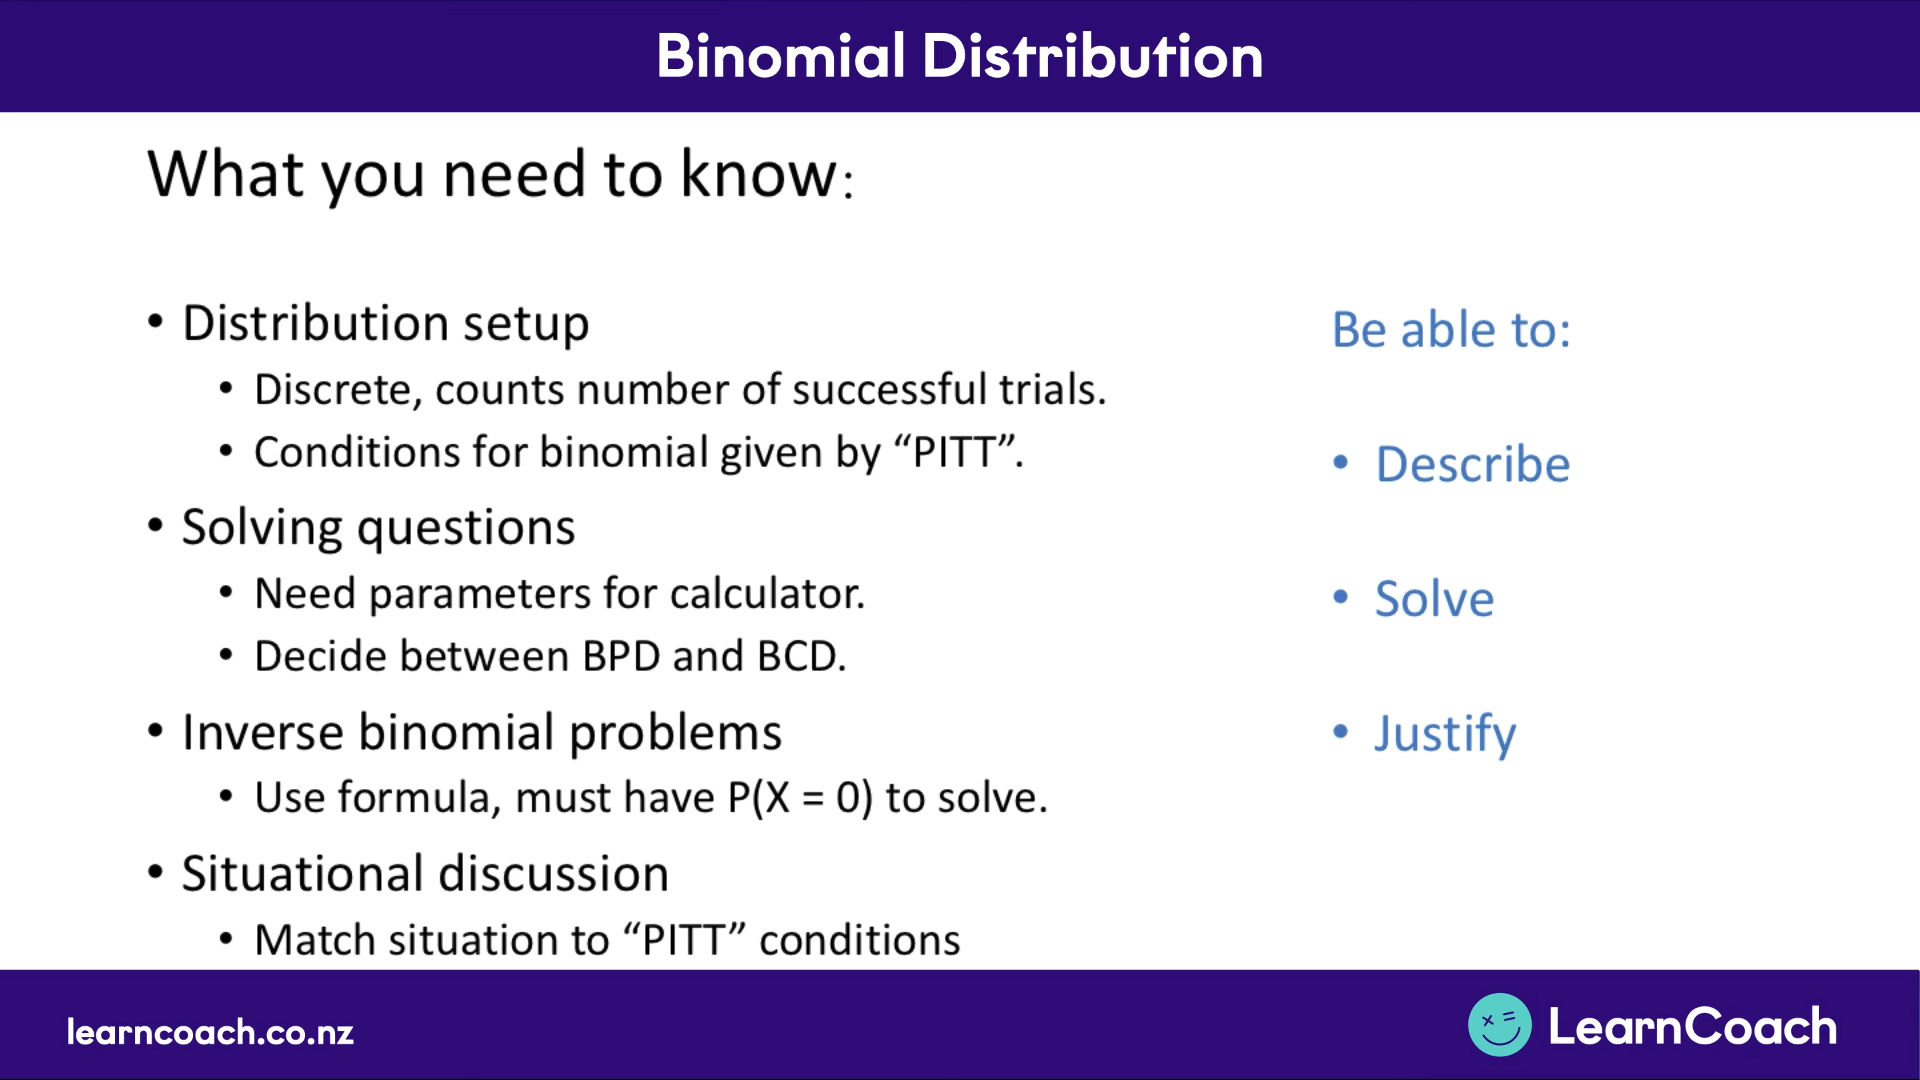 Binomial Distribution
What you need to know:
• Distribution setup
• Discrete, counts number of successful trials.
• Conditions for binomial given by “PITT”.
• Solving questions
• Need parameters for calculator.
• Decide between BPD and BCD.
• Inverse binomial problems
• Use formula, must have P(X = 0) to solve.
• Situational discussion
• Match situation to “PITT” conditions
Be able to:
• Describe
• Solve
• Justify
learncoach.co.nz
LearnCoach